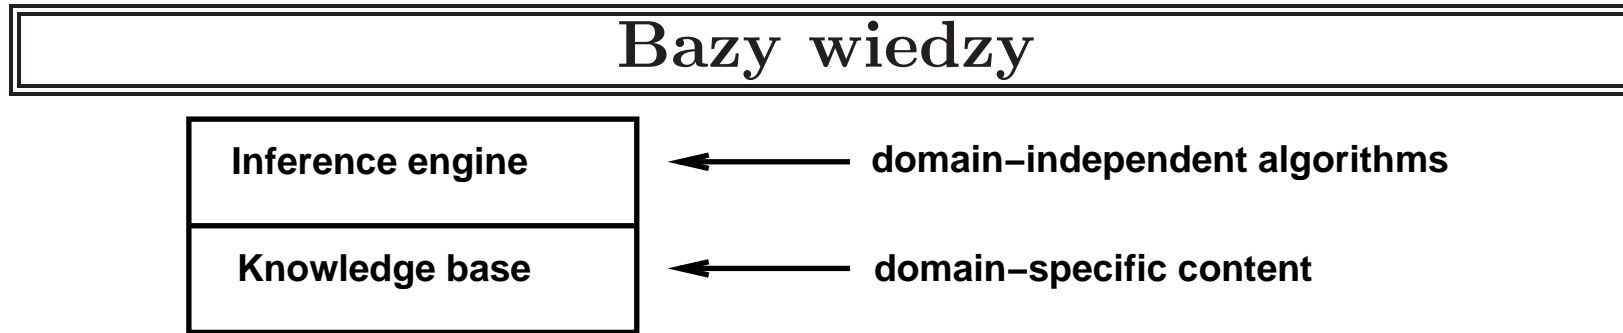 Bazy wiedzy
Inference engine domain−independent algorithms
Knowledge base domain−specific content